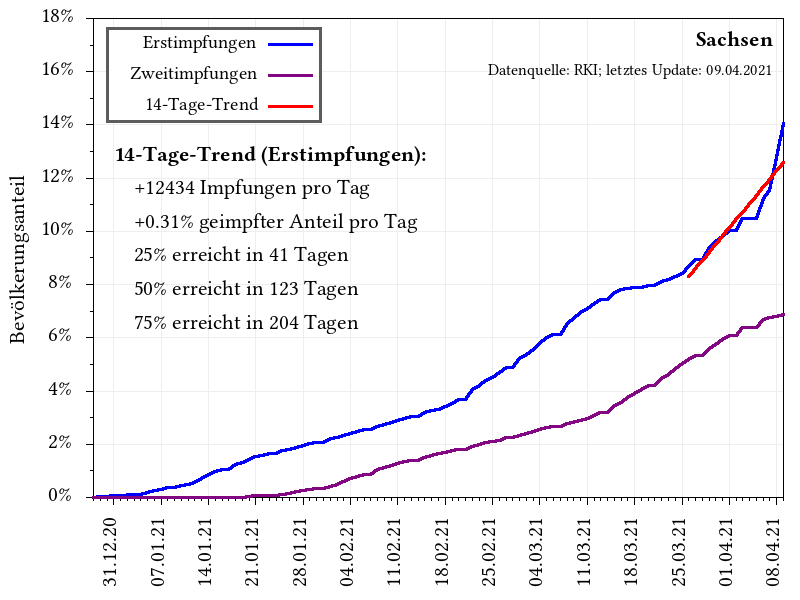 18%
16%
14%
12%
10%
8%
6%
4%
2%
0%
Bevölkerungsanteil
Erstimpfungen
Zweitimpfungen
14-Tage-Trend
Sachsen
Datenquelle: RKI; letztes Update: 09.04.2021
14-Tage-Trend (Erstimpfungen):
+12434 Impfungen pro Tag
+0.31% geimpfter Anteil pro Tag
25% erreicht in 41 Tagen
50% erreicht in 123 Tagen
75% erreicht in 204 Tagen
31.12.20
07.01.21
14.01.21
21.01.21
28.01.21
04.02.21
11.02.21
18.02.21
25.02.21
04.03.21
11.03.21
18.03.21
25.03.21
01.04.21
08.04.21